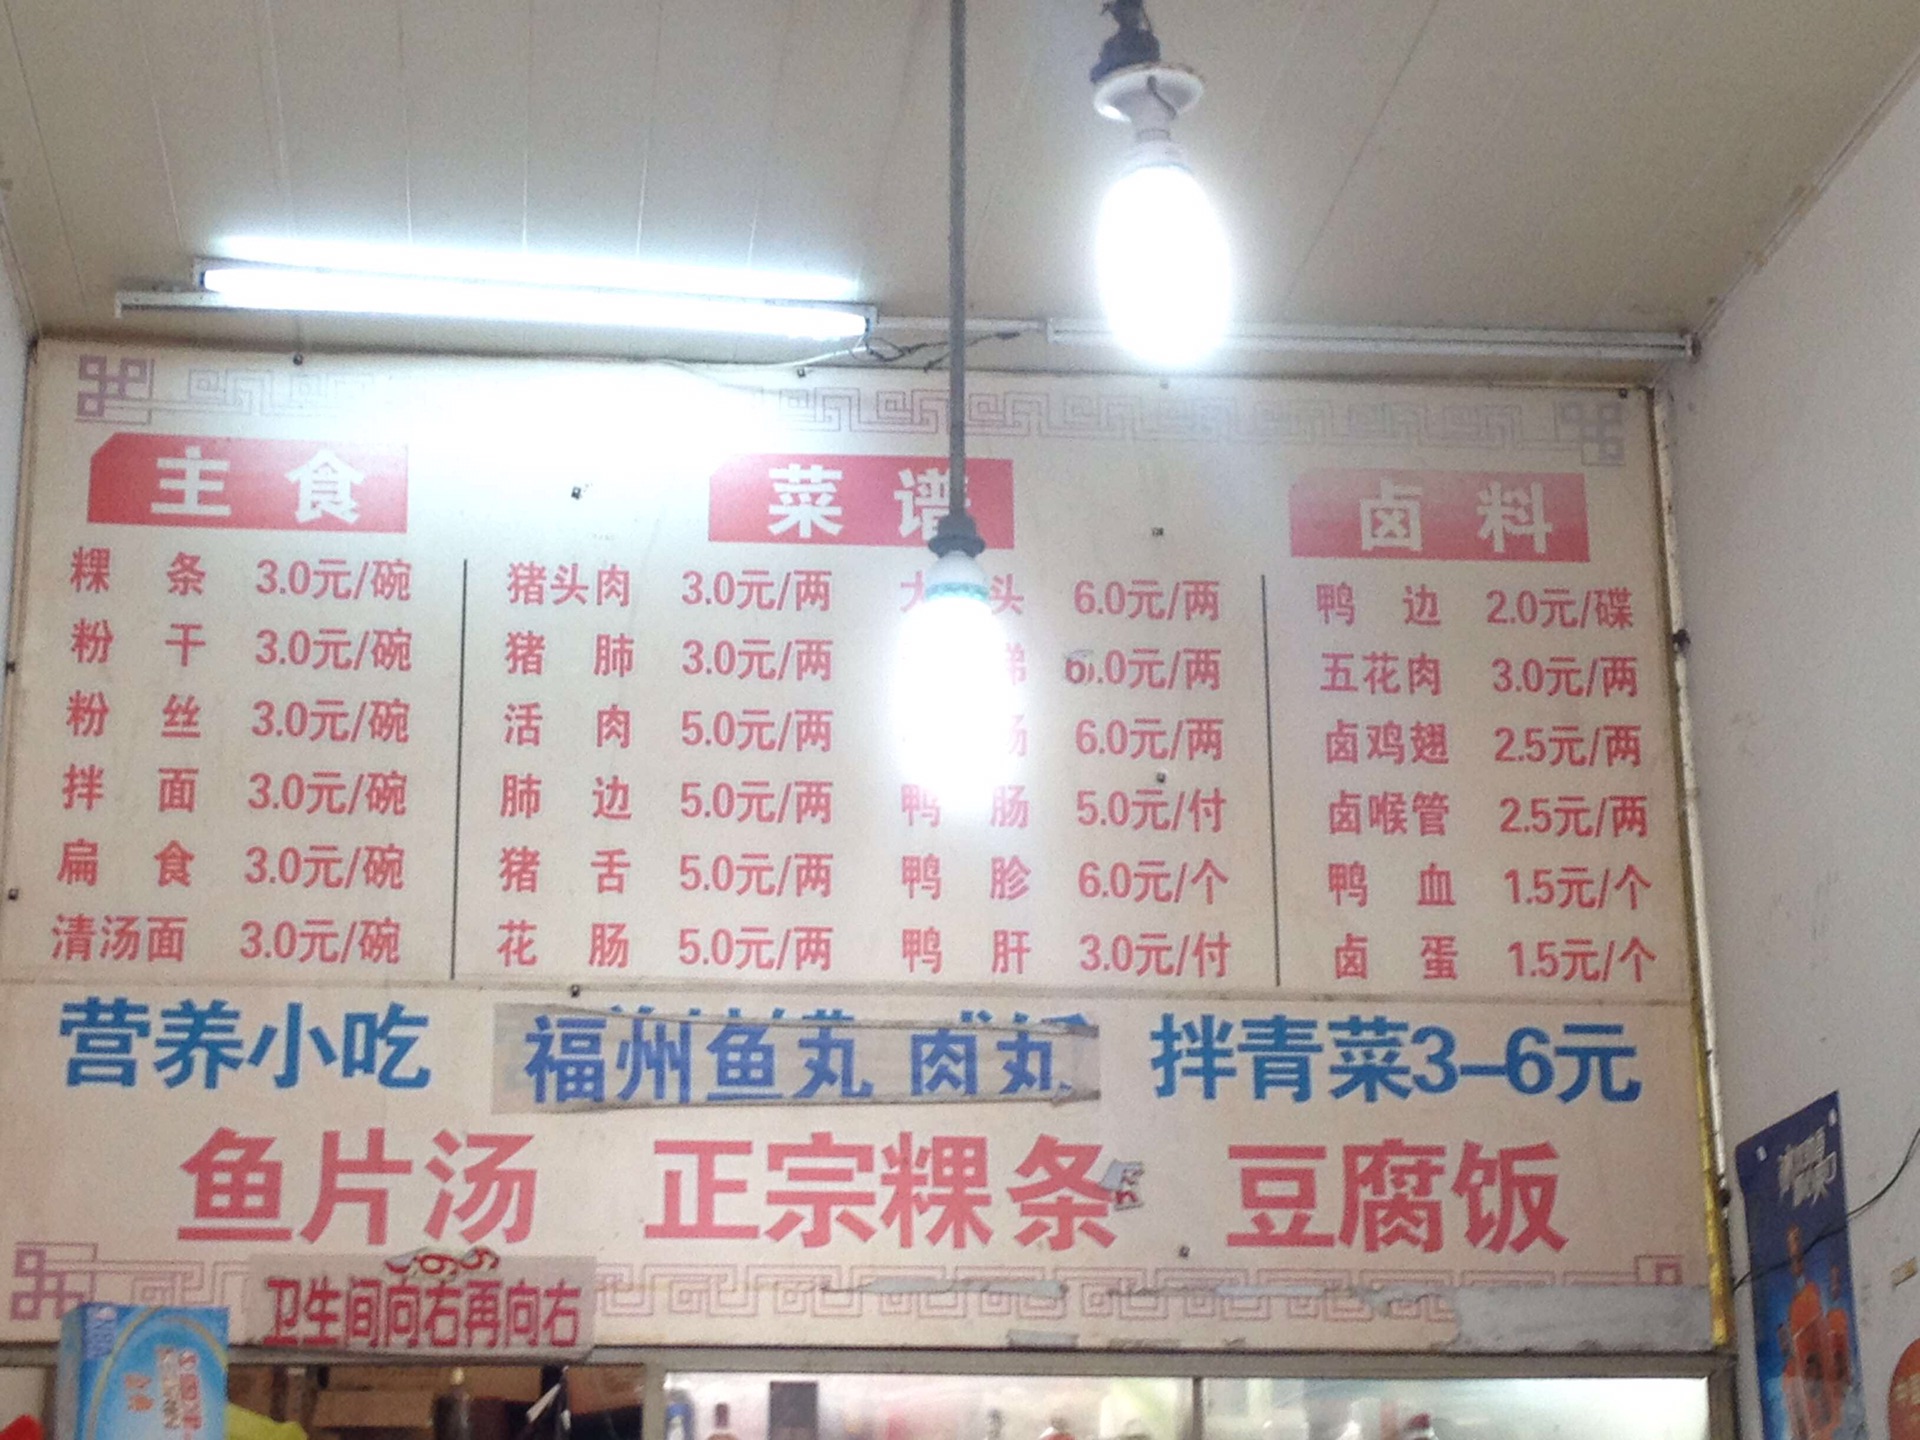 主食
粿条 3.0元/碗
粉干 3.0元/碗
粉丝 3.0元/碗
拌面 3.0元/碗
扁食 3.0元/碗
清汤面 3.0元/碗
菜谱
猪头肉 3.0元/两
猪肺 3.0元/两
活肉 5.0元/两
肺边 5.0元/两
猪舌 5.0元/两
花肠 5.0元/两
大 头 6.0元/两
6.0元/两
肠 6.0元/两
鸭肠 5.0元/付
鸭胗 6.0元/个
鸭肝 3.0元/付
卤料
鸭边 2.0元/碟
五花肉 3.0元/两
卤鸡翅 2.5元/两
卤喉管 2.5元/两
鸭血 1.5元/个
卤蛋 1.5元/个
营养小吃 福州鱼丸 肉丸 拌青菜3-6元
鱼片汤 正宗粿条 豆腐饭
卫生间向右再向右